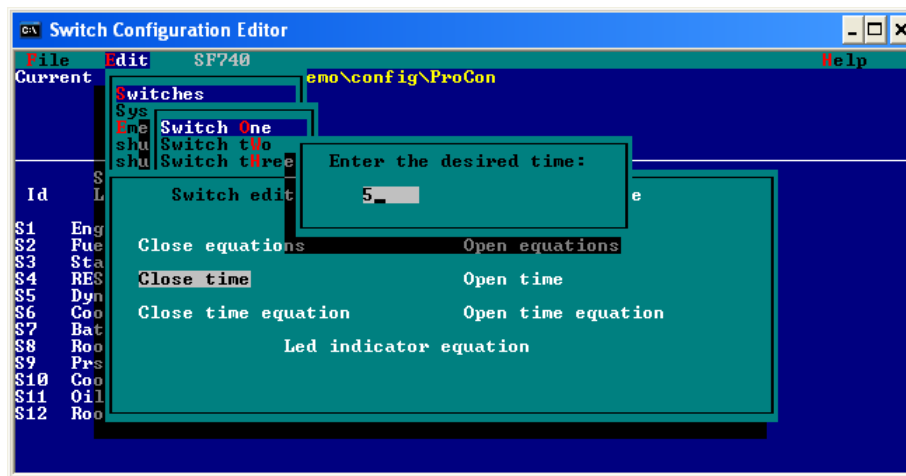 Switch Configuration Editor
File Edit SF740 Help
Current emo\config\ProCon
Switches
Sys
Eme Switch One
shu Switch tWo
shu Switch tHree
Enter the desired time:
5_
S
Id L Switch edit e
S1 Eng
S2 Fue Close equations Open equations
S3 Sta
S4 RES Close time Open time
S5 Dyn
S6 Coo Close time equation Open time equation
S7 Bat
S8 Roo Led indicator equation
S9 Prs
S10 Coo
S11 Oil
S12 Roo